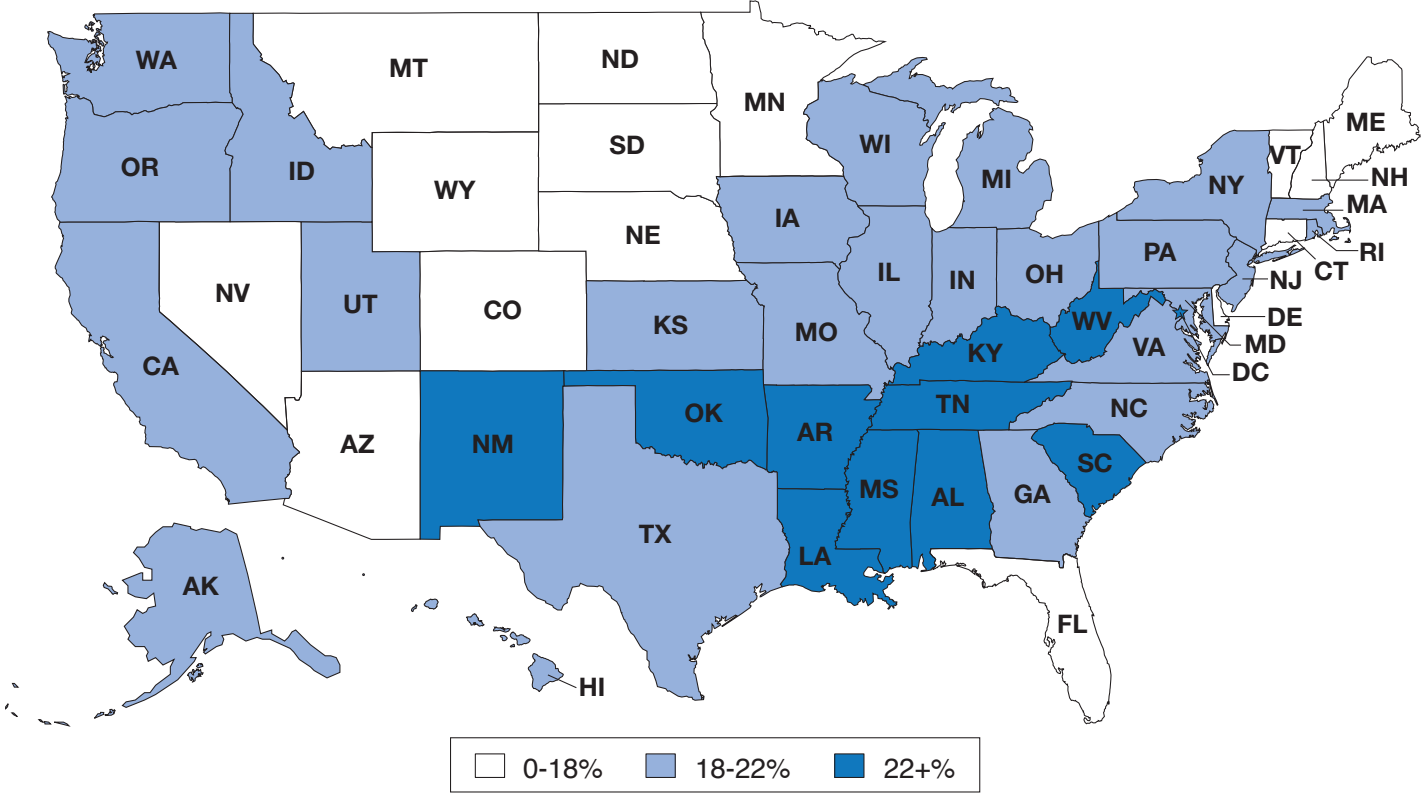 WA
MT
ND
MN
ME
VT
NH
OR
ID
SD
WI
MI
NY
MA
WY
IA
NE
PA
RI
CT
NV
UT
CO
IL
IN
OH
NJ
KS
MO
WV
DE
VA
MD
CA
KY
DC
OK
TN
NC
AZ
NM
AR
SC
MS
AL
GA
TX
LA
AK
FL
HI
0-18%
18-22%
22+%